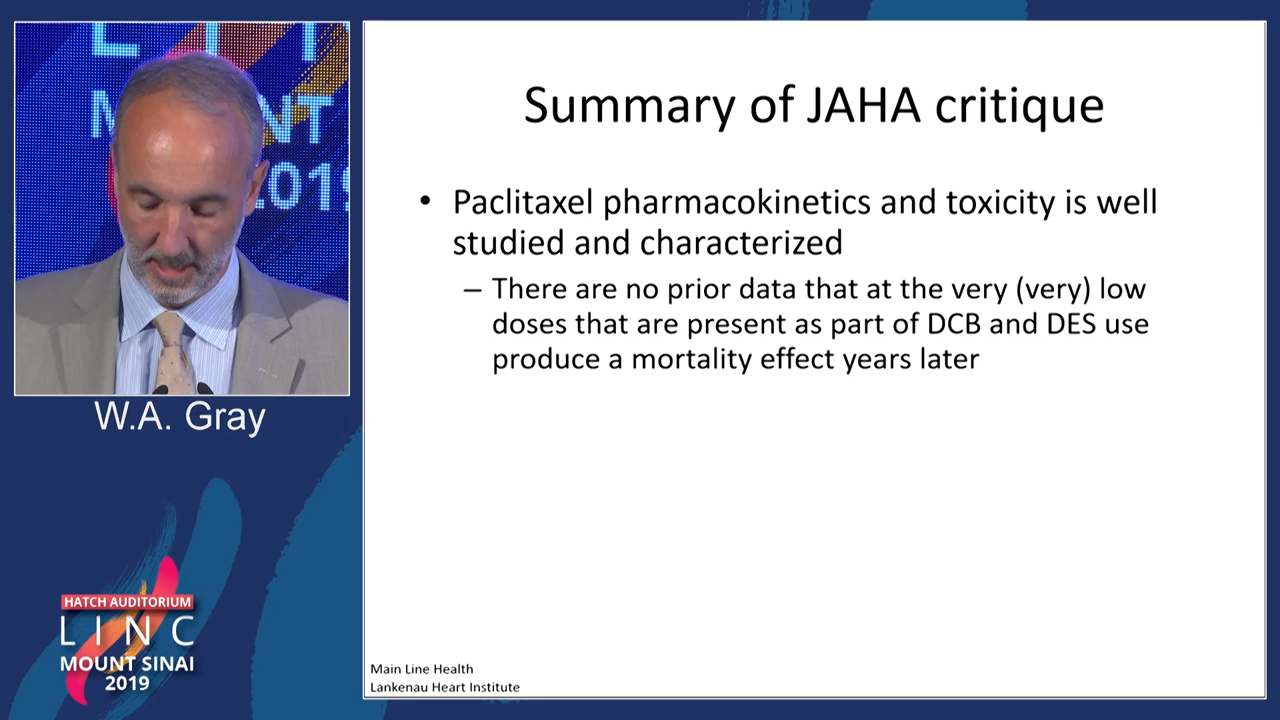 L I N
MOUNT
2019
W.A. Gray
HATCH AUDITORIUM
LINC
MOUNT SINAI
2019
Summary of JAHA critique
• Paclitaxel pharmacokinetics and toxicity is well
studied and characterized
– There are no prior data that at the very (very) low
doses that are present as part of DCB and DES use
produce a mortality effect years later
Main Line Health
Lankenau Heart Institute